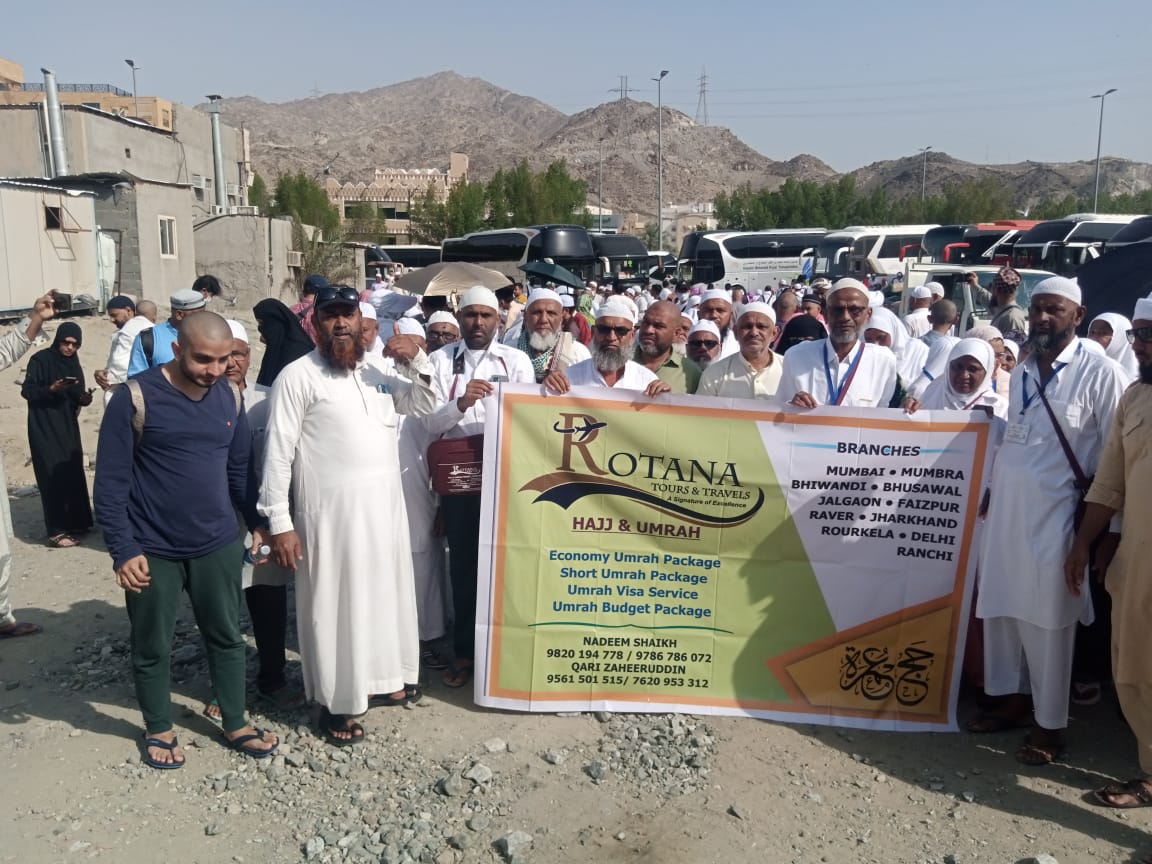 ROTANA
TOURS & TRAVELS
A Signature of Excellence
HAJJ & UMRAH
Economy Umrah Package
Short Umrah Package
Umrah Visa Service
Umrah Budget Package
NADEEM SHAIKH
9820 194 778 / 9786 786 072
QARI ZAHEERUDDIN
9561 501 515/ 7620 953 312
BRANCHES
MUMBAI • MUMBRA
BHIWANDI • BHUSAWAL
JALGAON • FAIZPUR
RAVER • JHARKHAND
ROURKELA • DELHI
RANCHI
حج عمرة